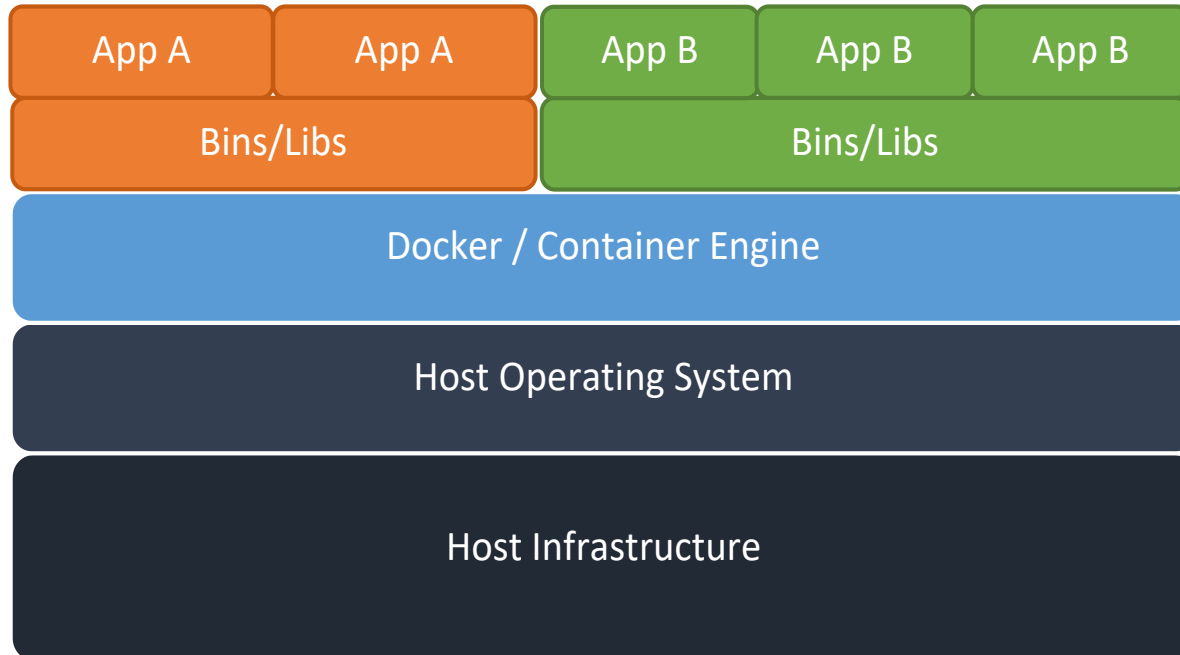 App A
App A
App B
App B
App B
Bins/Libs
Bins/Libs
Docker / Container Engine
Host Operating System
Host Infrastructure